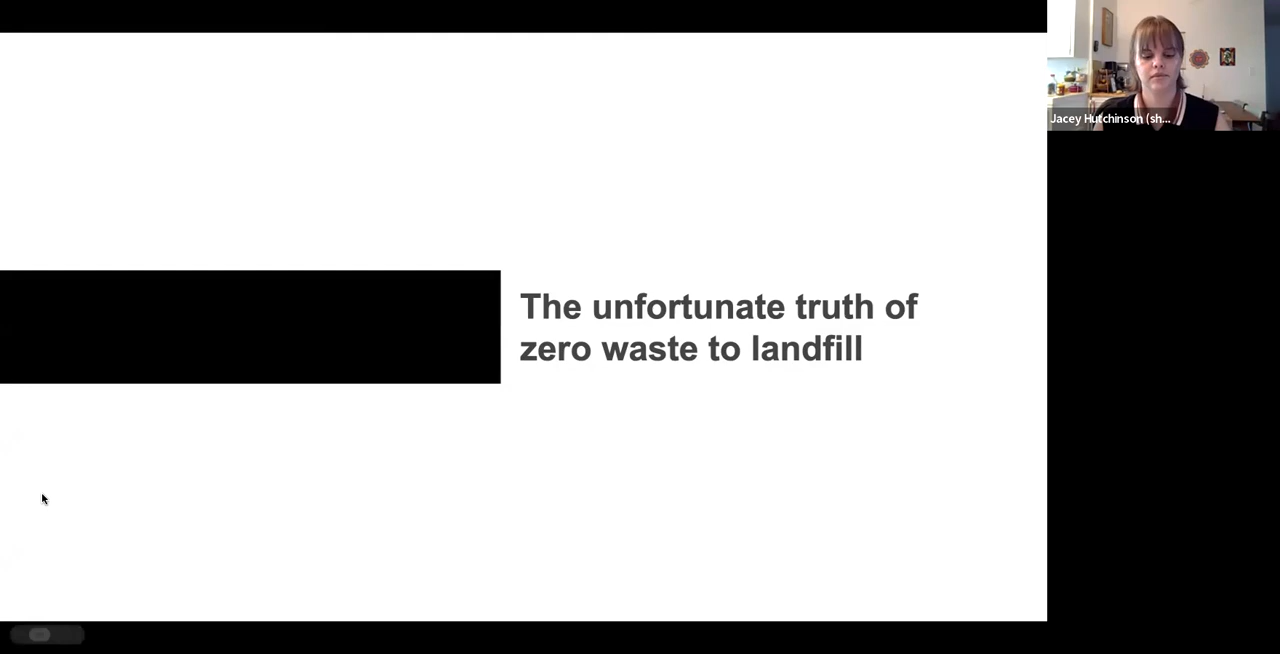 Jacey Hutchinson (sh...
The unfortunate truth of
zero waste to landfill